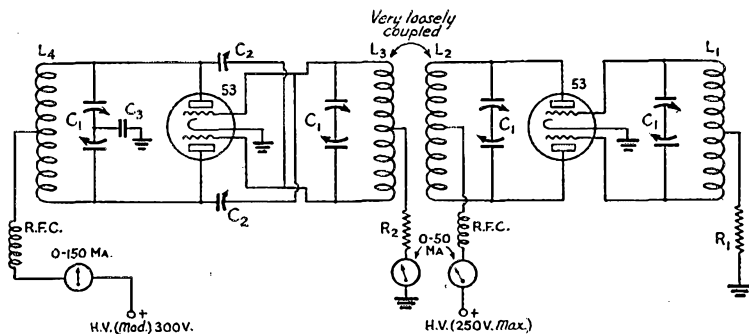 Very loosely
coupled
L4
C2
L3
L2
L1
53
53
C1
C3
C1
C1
C1
C2
R.F.C.
R2
R.F.C.
R1
0-150 MA.
0-50
MA
+
H.V. (Mod.) 300V.
+
H.V. (250V. Max.)